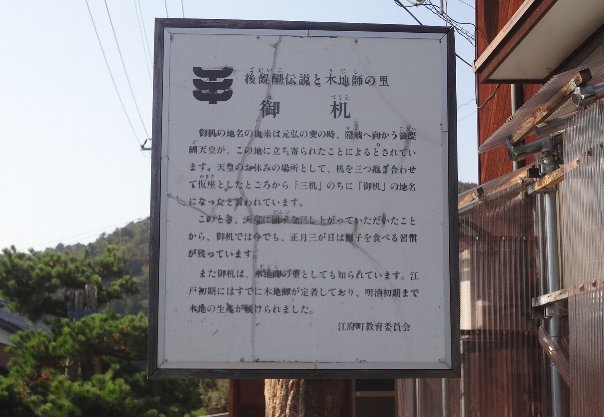 後醍醐伝説と木地師の里
御机
御机の地名の由来は元弘の変の時、隠岐へ向かう後醍
醐天皇が、この地に立ち寄られたことによるとされてい
ます。天皇のお休みの場所として、机を三つ継ぎ合わせ
て仮座としたところから「三机」のちに「御机」の地名
になったと言われています。
このとき、天皇に団子を召し上がっていただいたこと
から、御机では今でも、正月三が日は団子を食べる習慣
が残っています。
また御机は、木地師の里としても知られています。江
戸初期にはすでに木地師が定着しており、明治初期まで
木地の生産が続けられました。
江府町教育委員会